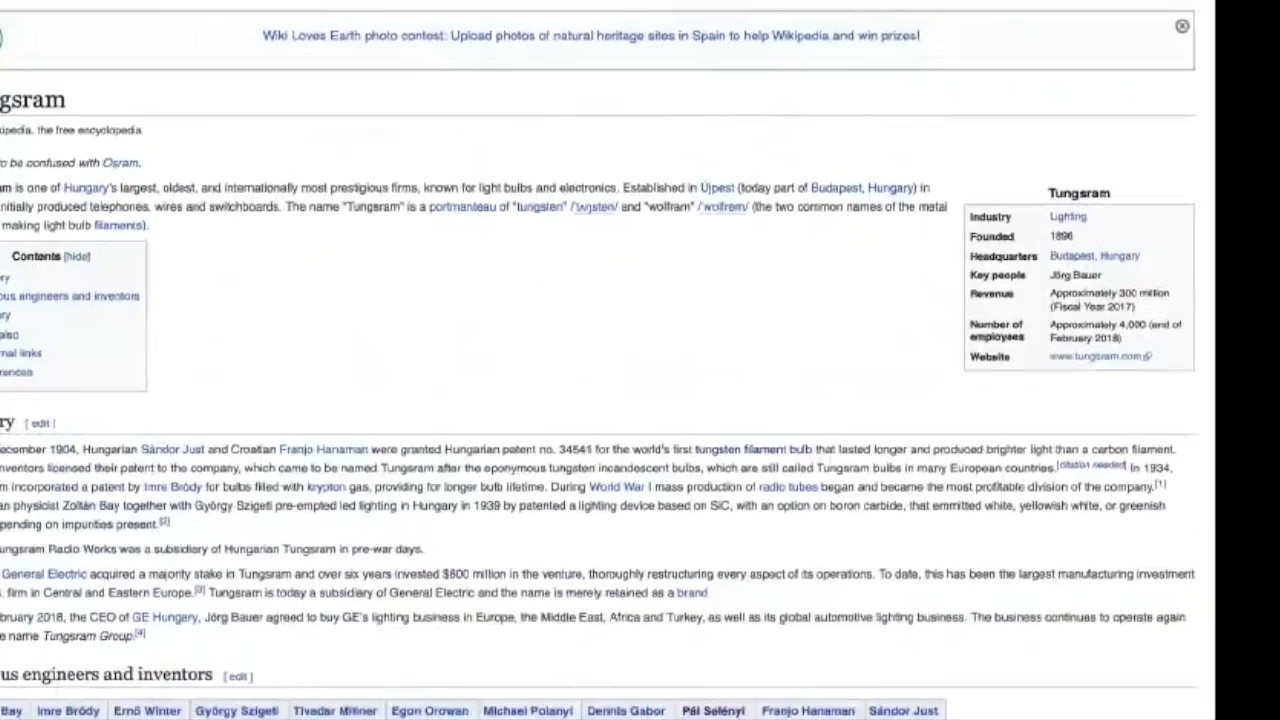 Wiki Loves Earth photo contest: Upload photos of natural heritage sites in Spain to help Wikipedia and win prizes!
gsram
ipedia, the free encyclopedia
o be confused with Osram.
m is one of Hungary's largest, oldest, and internationally most prestigious firms, known for light bulbs and electronics. Established in Újpest (today part of Budapest, Hungary) in
nitially produced telephones, wires and switchboards. The name "Tungsram" is a portmanteau of "tungsten" /ˈtʌŋstən/ and "wolfram" /ˈwʊlfrəm/ (the two common names of the metal
making light bulb filaments).
Tungsram
Industry Lighting
Founded 1896
Headquarters Budapest, Hungary
Key people Jörg Bauer
Revenue Approximately 300 million
(Fiscal Year 2017)
Number of employees Approximately 4,000 (end of
February 2018)
Website www.tungsram.com
Contents [hide]
ry
ous engineers and inventors
ry
also
nal links
rences
ry [ edit ]
ecember 1904, Hungarian Sándor Just and Croatian Franjo Hanaman were granted Hungarian patent no. 34541 for the world's first tungsten filament bulb that lasted longer and produced brighter light than a carbon filament.
nventors licensed their patent to the company, which came to be named Tungsram after the eponymous tungsten incandescent bulbs, which are still called Tungsram bulbs in many European countries.[citation needed] In 1934,
m incorporated a patent by Imre Bródy for bulbs filled with krypton gas, providing for longer bulb lifetime. During World War I mass production of radio tubes began and became the most profitable division of the company.[1]
an physicist Zoltán Bay together with György Szigeti pre-empted led lighting in Hungary in 1939 by patented a lighting device based on SiC, with an option on boron carbide, that emmitted white, yellowish white, or greenish
pending on impurities present.[2]
ungsram Radio Works was a subsidiary of Hungarian Tungsram in pre-war days.
General Electric acquired a majority stake in Tungsram and over six years invested $600 million in the venture, thoroughly restructuring every aspect of its operations. To date, this has been the largest manufacturing investment
. firm in Central and Eastern Europe.[3] Tungsram is today a subsidiary of General Electric and the name is merely retained as a brand
bruary 2018, the CEO of GE Hungary, Jörg Bauer agreed to buy GE's lighting business in Europe, the Middle East, Africa and Turkey, as well as its global automotive lighting business. The business continues to operate again
e name Tungsram Group.[4]
us engineers and inventors [ edit ]
Bay Imre Bródy Ernő Winter György Szigeti Tivadar Millner Egon Orowan Michael Polanyi Dennis Gabor Pál Selényi Franjo Hanaman Sándor Just